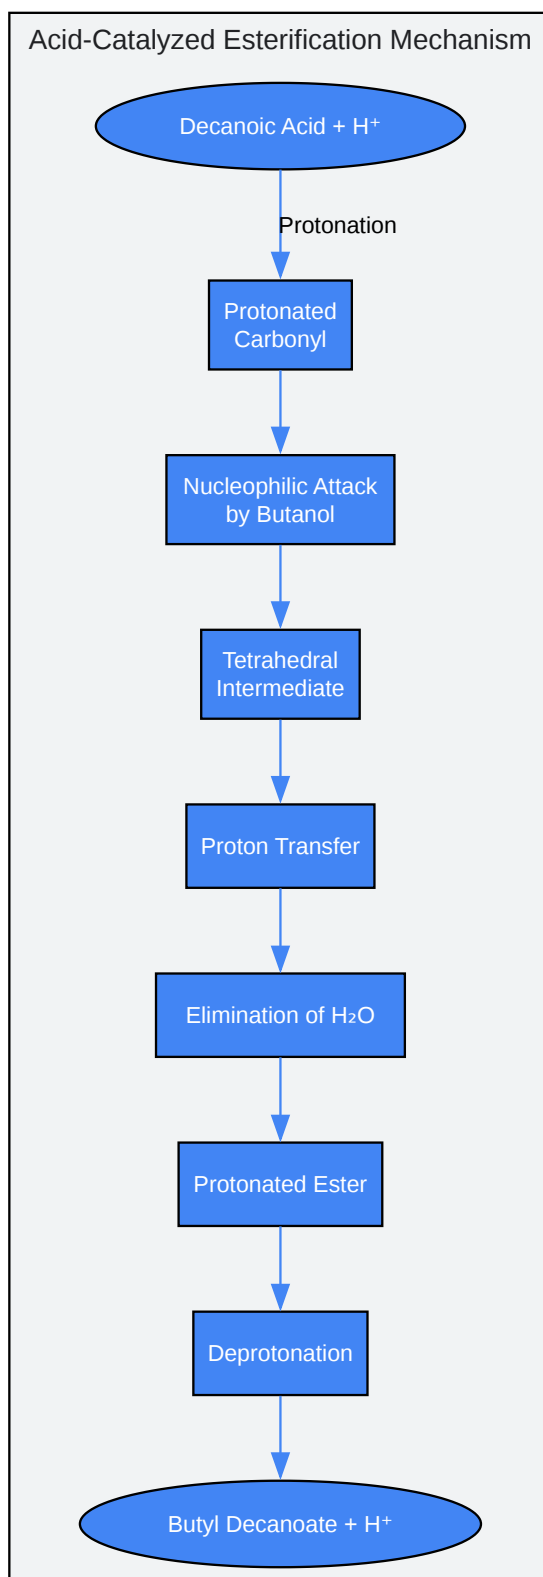 Acid-Catalyzed Esterification Mechanism
Decanoic Acid + H⁺
Protonation
Protonated
Carbonyl
Nucleophilic Attack
by Butanol
Tetrahedral
Intermediate
Proton Transfer
Elimination of H₂O
Protonated Ester
Deprotonation
Butyl Decanoate + H⁺